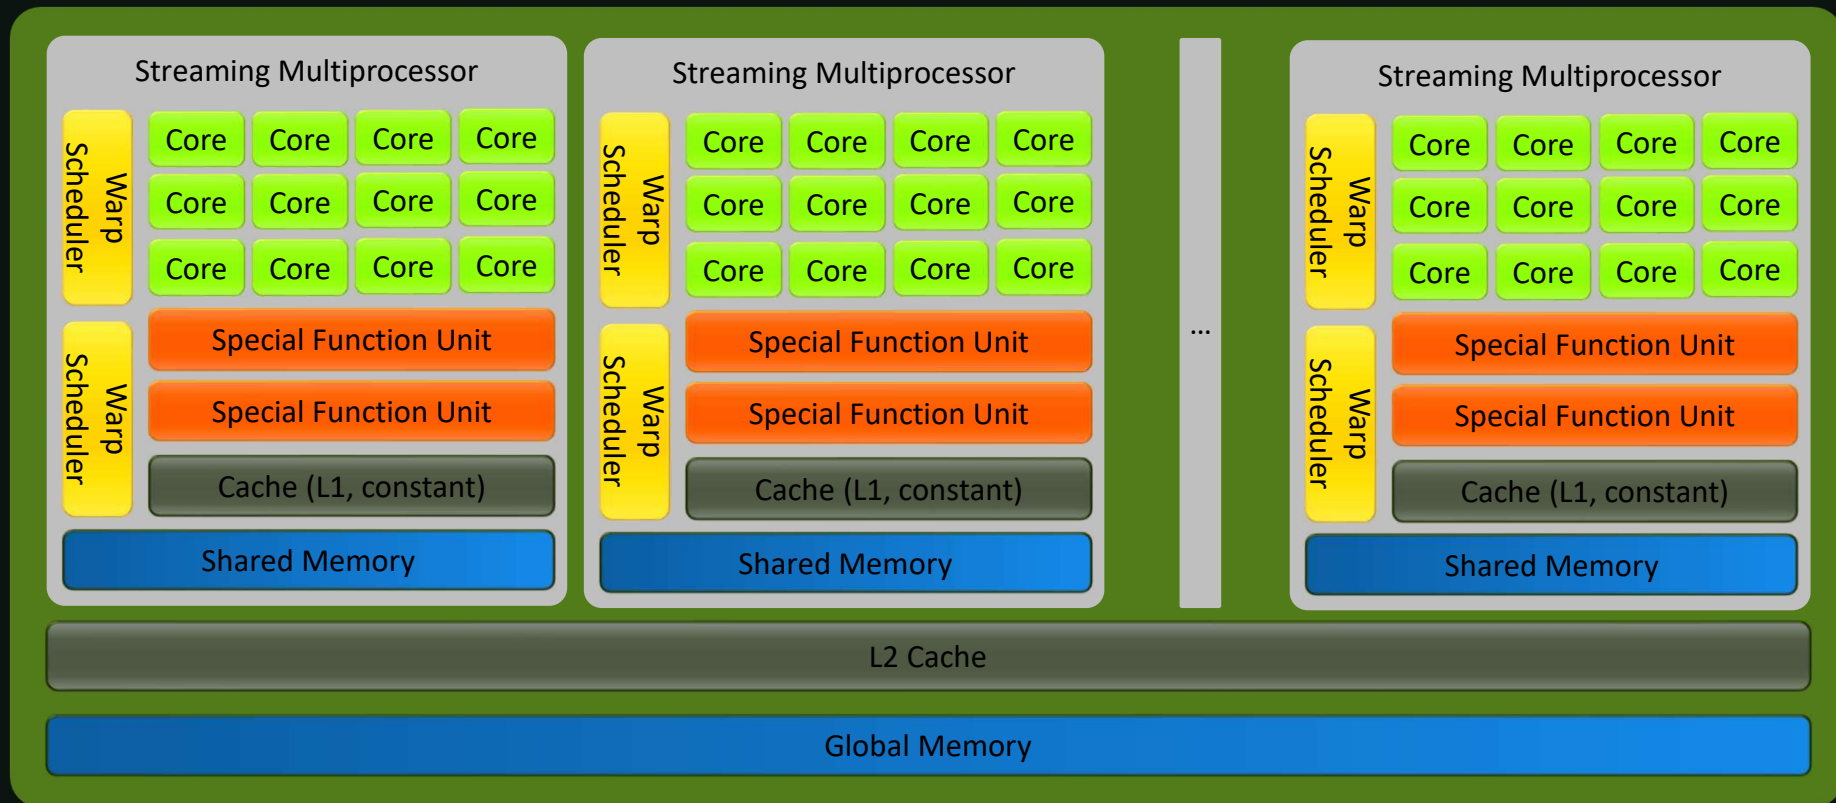 Streaming Multiprocessor
Warp
Scheduler
Core Core Core Core
Core Core Core Core
Core Core Core Core
Warp
Scheduler
Special Function Unit
Special Function Unit
Cache (L1, constant)
Shared Memory
Streaming Multiprocessor
Warp
Scheduler
Core Core Core Core
Core Core Core Core
Core Core Core Core
Warp
Scheduler
Special Function Unit
Special Function Unit
Cache (L1, constant)
Shared Memory
...
Streaming Multiprocessor
Warp
Scheduler
Core Core Core Core
Core Core Core Core
Core Core Core Core
Warp
Scheduler
Special Function Unit
Special Function Unit
Cache (L1, constant)
Shared Memory
L2 Cache
Global Memory